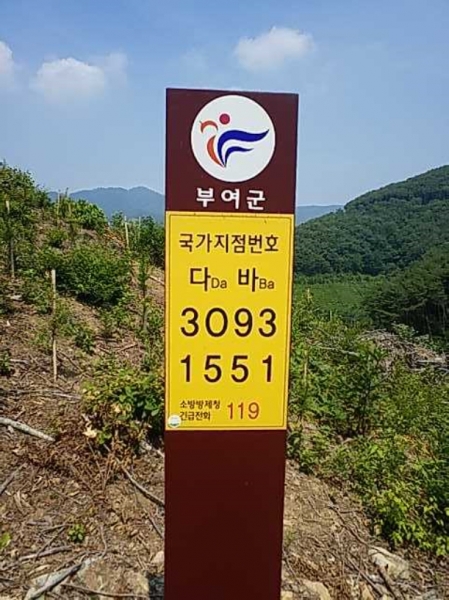 부여군
국가지점번호
다Da 바Ba
3093
1551
소방방제청
긴급전화 119